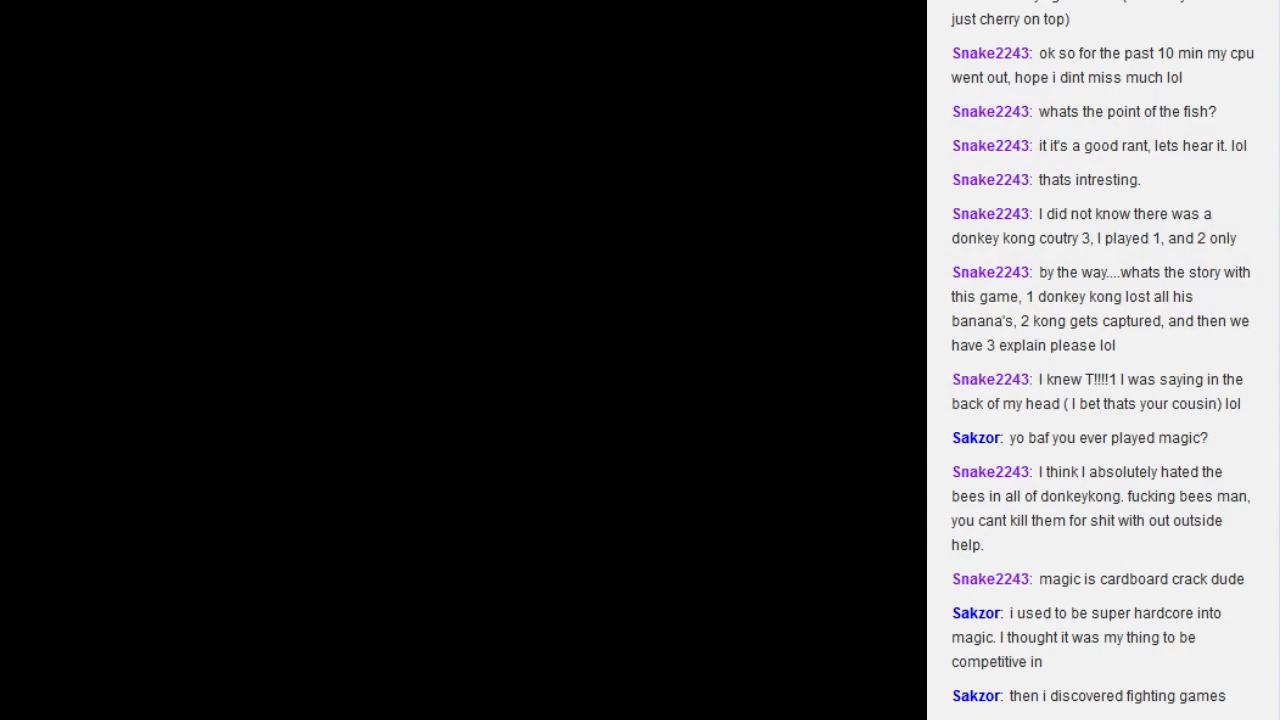 just cherry on top)
Snake2243: ok so for the past 10 min my cpu
went out, hope i dint miss much lol
Snake2243: whats the point of the fish?
Snake2243: it it's a good rant, lets hear it. lol
Snake2243: thats intresting.
Snake2243: I did not know there was a
donkey kong coutry 3, I played 1, and 2 only
Snake2243: by the way....whats the story with
this game, 1 donkey kong lost all his
banana's, 2 kong gets captured, and then we
have 3 explain please lol
Snake2243: I knew T!!!!1 I was saying in the
back of my head ( I bet thats your cousin) lol
Sakzor: yo baf you ever played magic?
Snake2243: I think I absolutely hated the
bees in all of donkeykong. fucking bees man,
you cant kill them for shit with out outside
help.
Snake2243: magic is cardboard crack dude
Sakzor: i used to be super hardcore into
magic. I thought it was my thing to be
competitive in
Sakzor: then i discovered fighting games